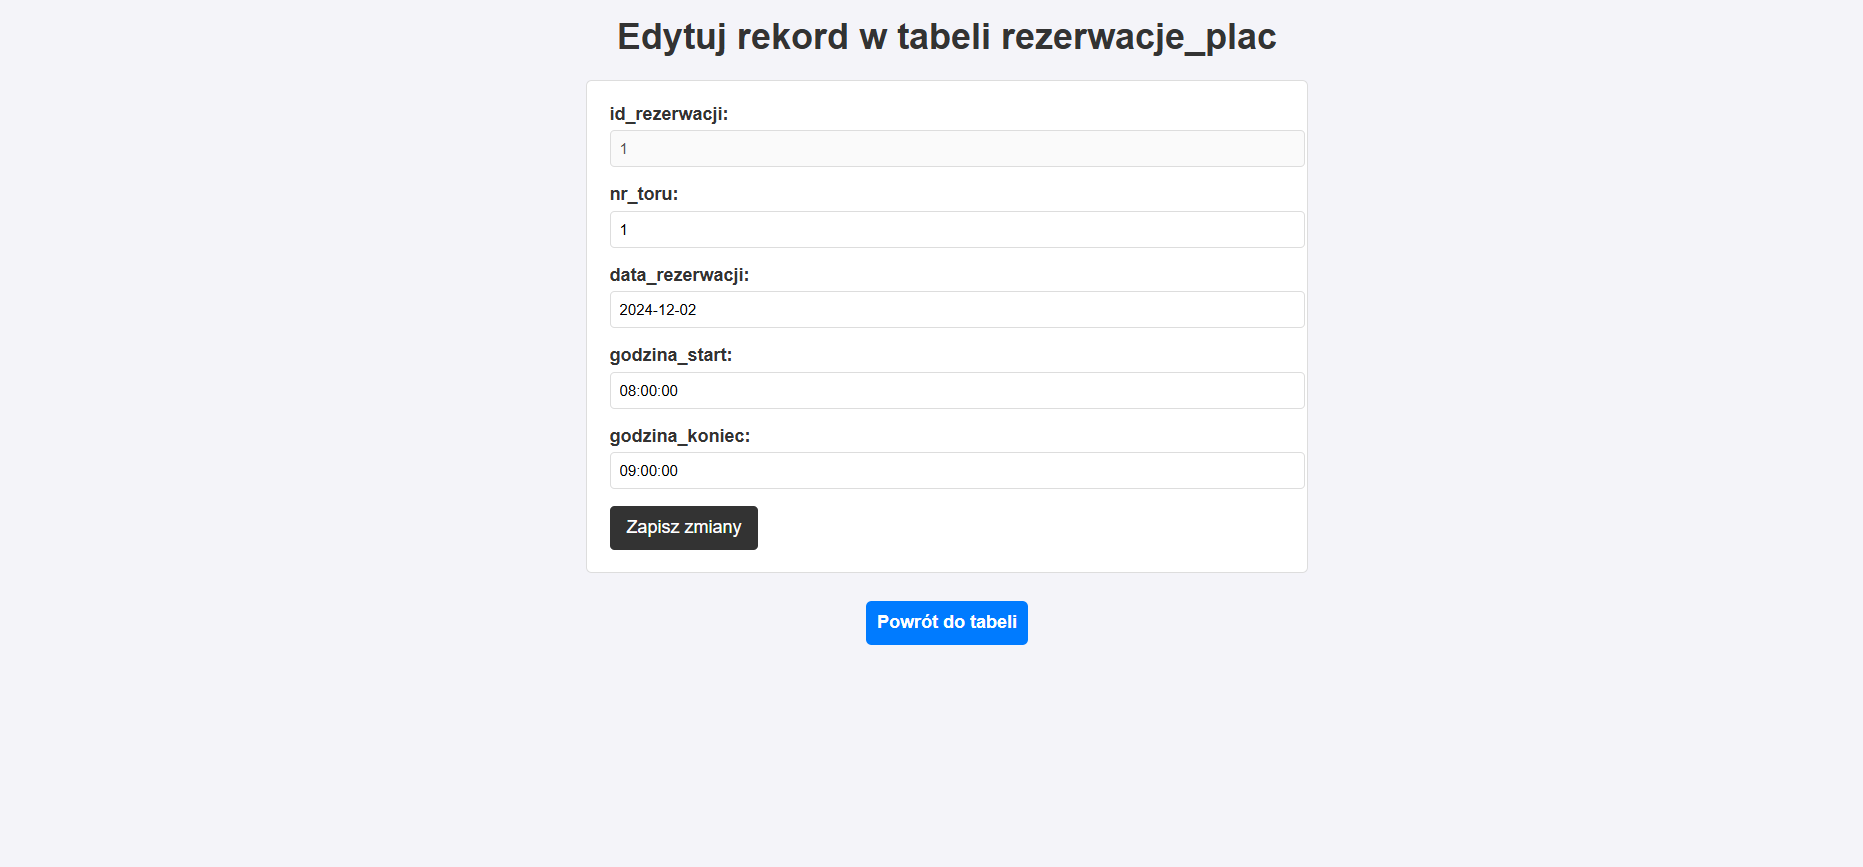 Edytuj rekord w tabeli rezerwacje_plac
id_rezerwacji:
1
nr_toru:
1
data_rezerwacji:
2024-12-02
godzina_start:
08:00:00
godzina_koniec:
09:00:00
Zapisz zmiany
Powrót do tabeli